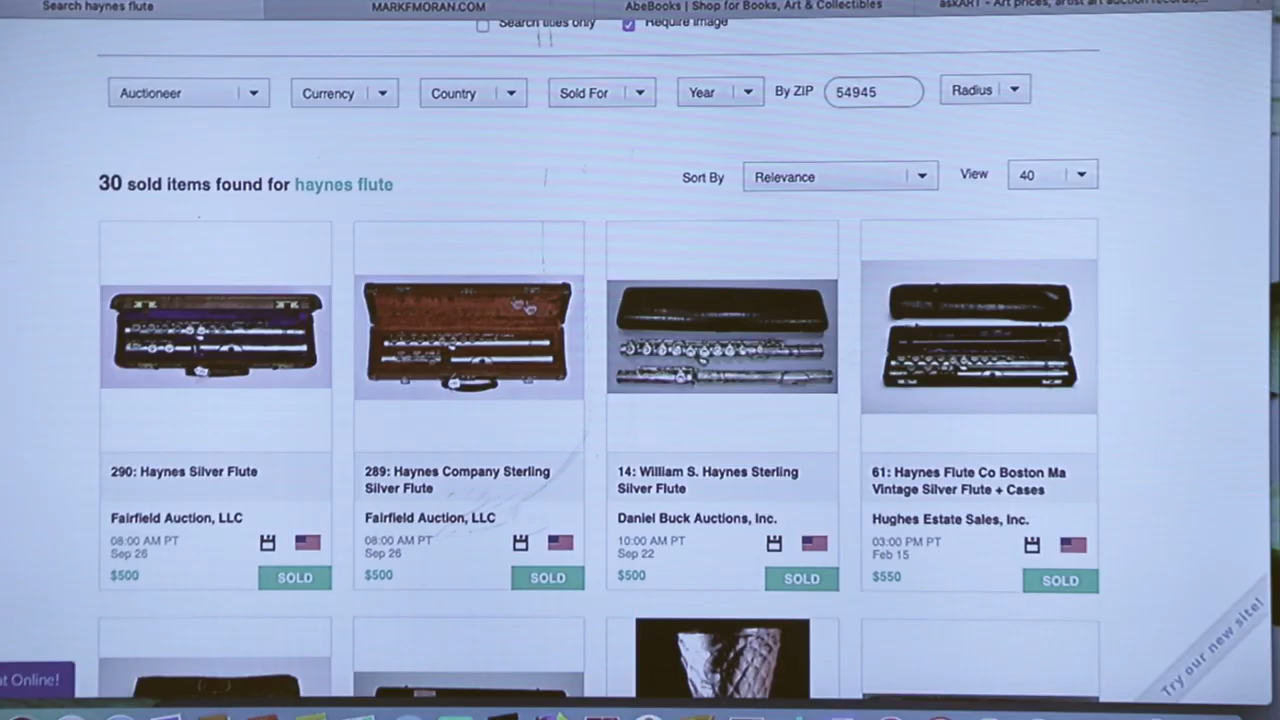 Search haynes flute
MARKFMORAN.COM
AbeBooks | Shop for Books, Art & Collectibles
askART - Art prices, artist art auction records,...
Search titles only
Require Image
Auctioneer
Currency
Country
Sold For
Year
By ZIP
54945
Radius
30 sold items found for haynes flute
Sort By
Relevance
View
40
290: Haynes Silver Flute
Fairfield Auction, LLC
08:00 AM PT
Sep 26
$500
SOLD
289: Haynes Company Sterling
Silver Flute
Fairfield Auction, LLC
08:00 AM PT
Sep 26
$500
SOLD
14: William S. Haynes Sterling
Silver Flute
Daniel Buck Auctions, Inc.
10:00 AM PT
Sep 22
$500
SOLD
61: Haynes Flute Co Boston Ma
Vintage Silver Flute + Cases
Hughes Estate Sales, Inc.
03:00 PM PT
Feb 15
$550
SOLD
Try our new site!
at Online!